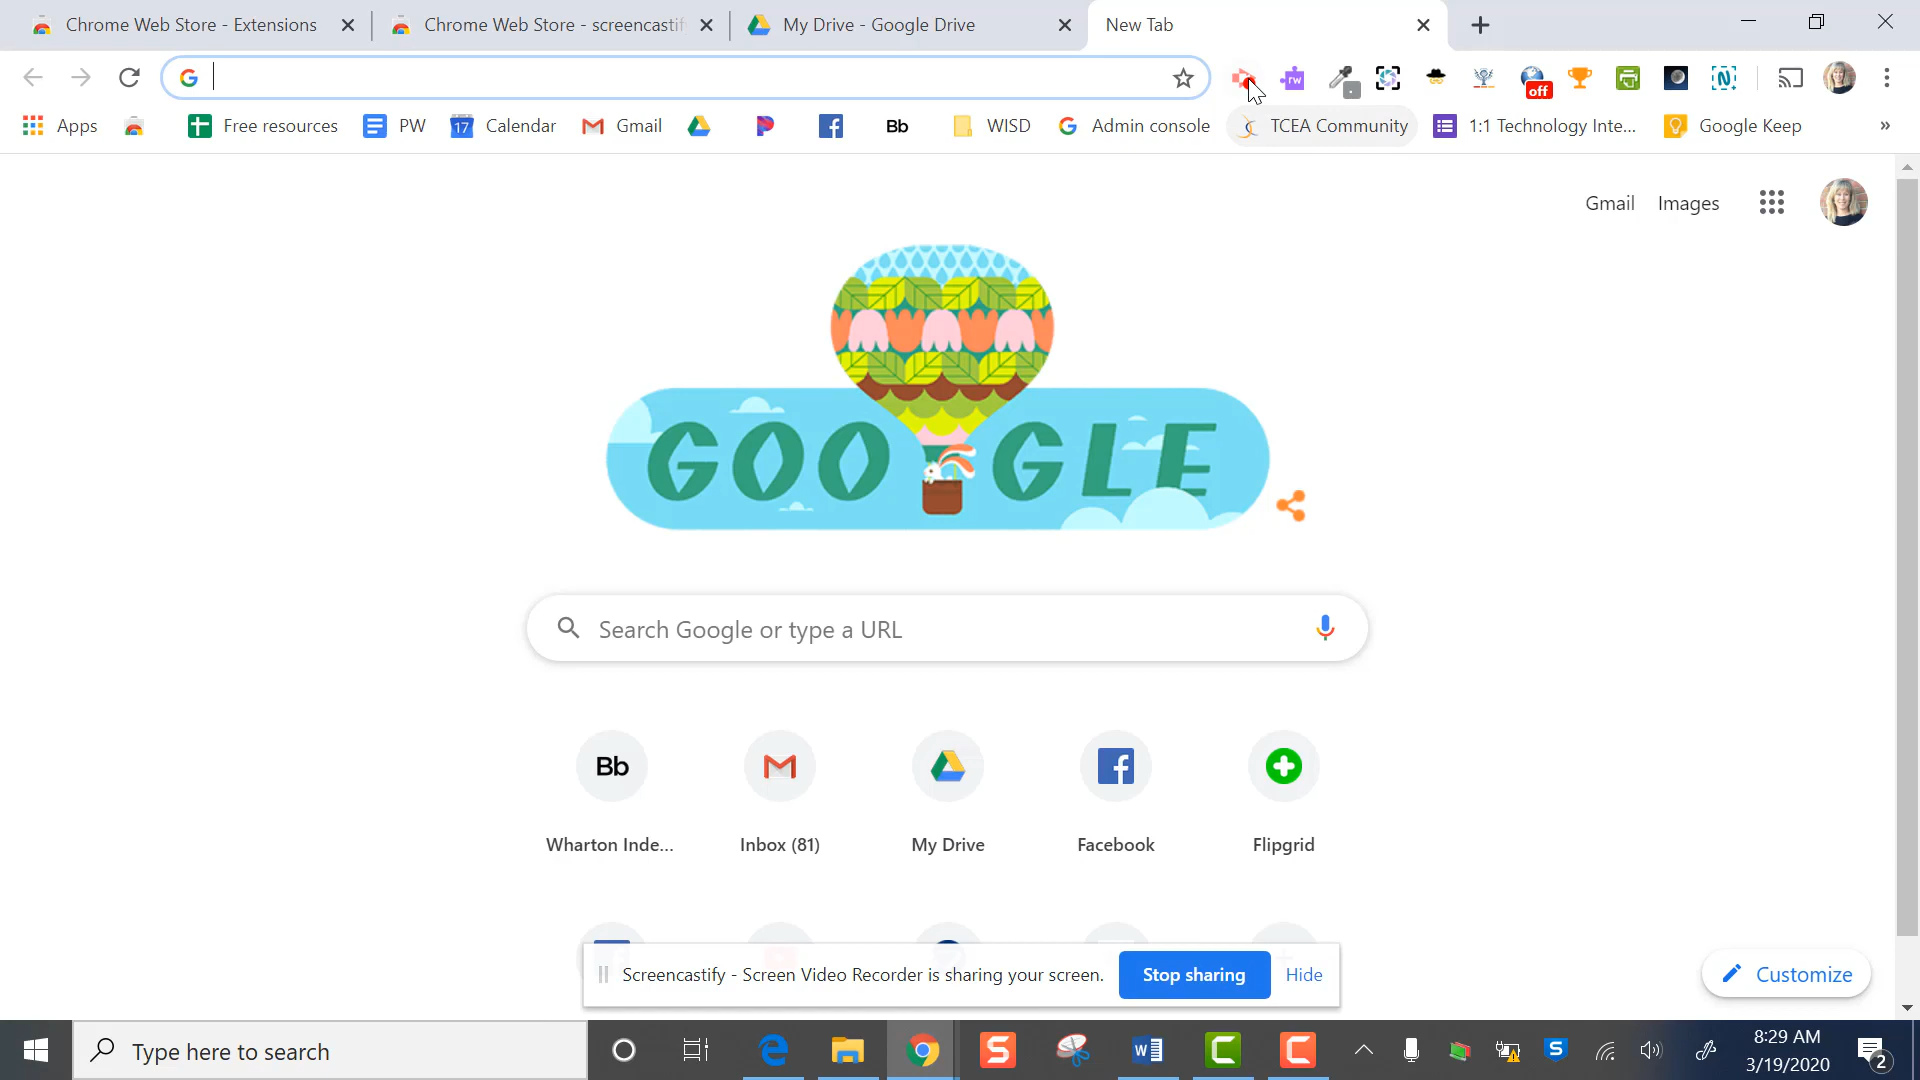 Chrome Web Store - Extensions
Chrome Web Store - screencastif
My Drive - Google Drive
New Tab
rw
off
Apps
Free resources
PW
17
Calendar
Gmail
Bb
WISD
Admin console
TCEA Community
1:1 Technology Inte...
Google Keep
Gmail
Images
GOOGLE
Search Google or type a URL
Bb
Wharton Inde...
Inbox (81)
My Drive
Facebook
Flipgrid
Screencastify - Screen Video Recorder is sharing your screen.
Stop sharing
Hide
Customize
Type here to search
8:29 AM
3/19/2020
2